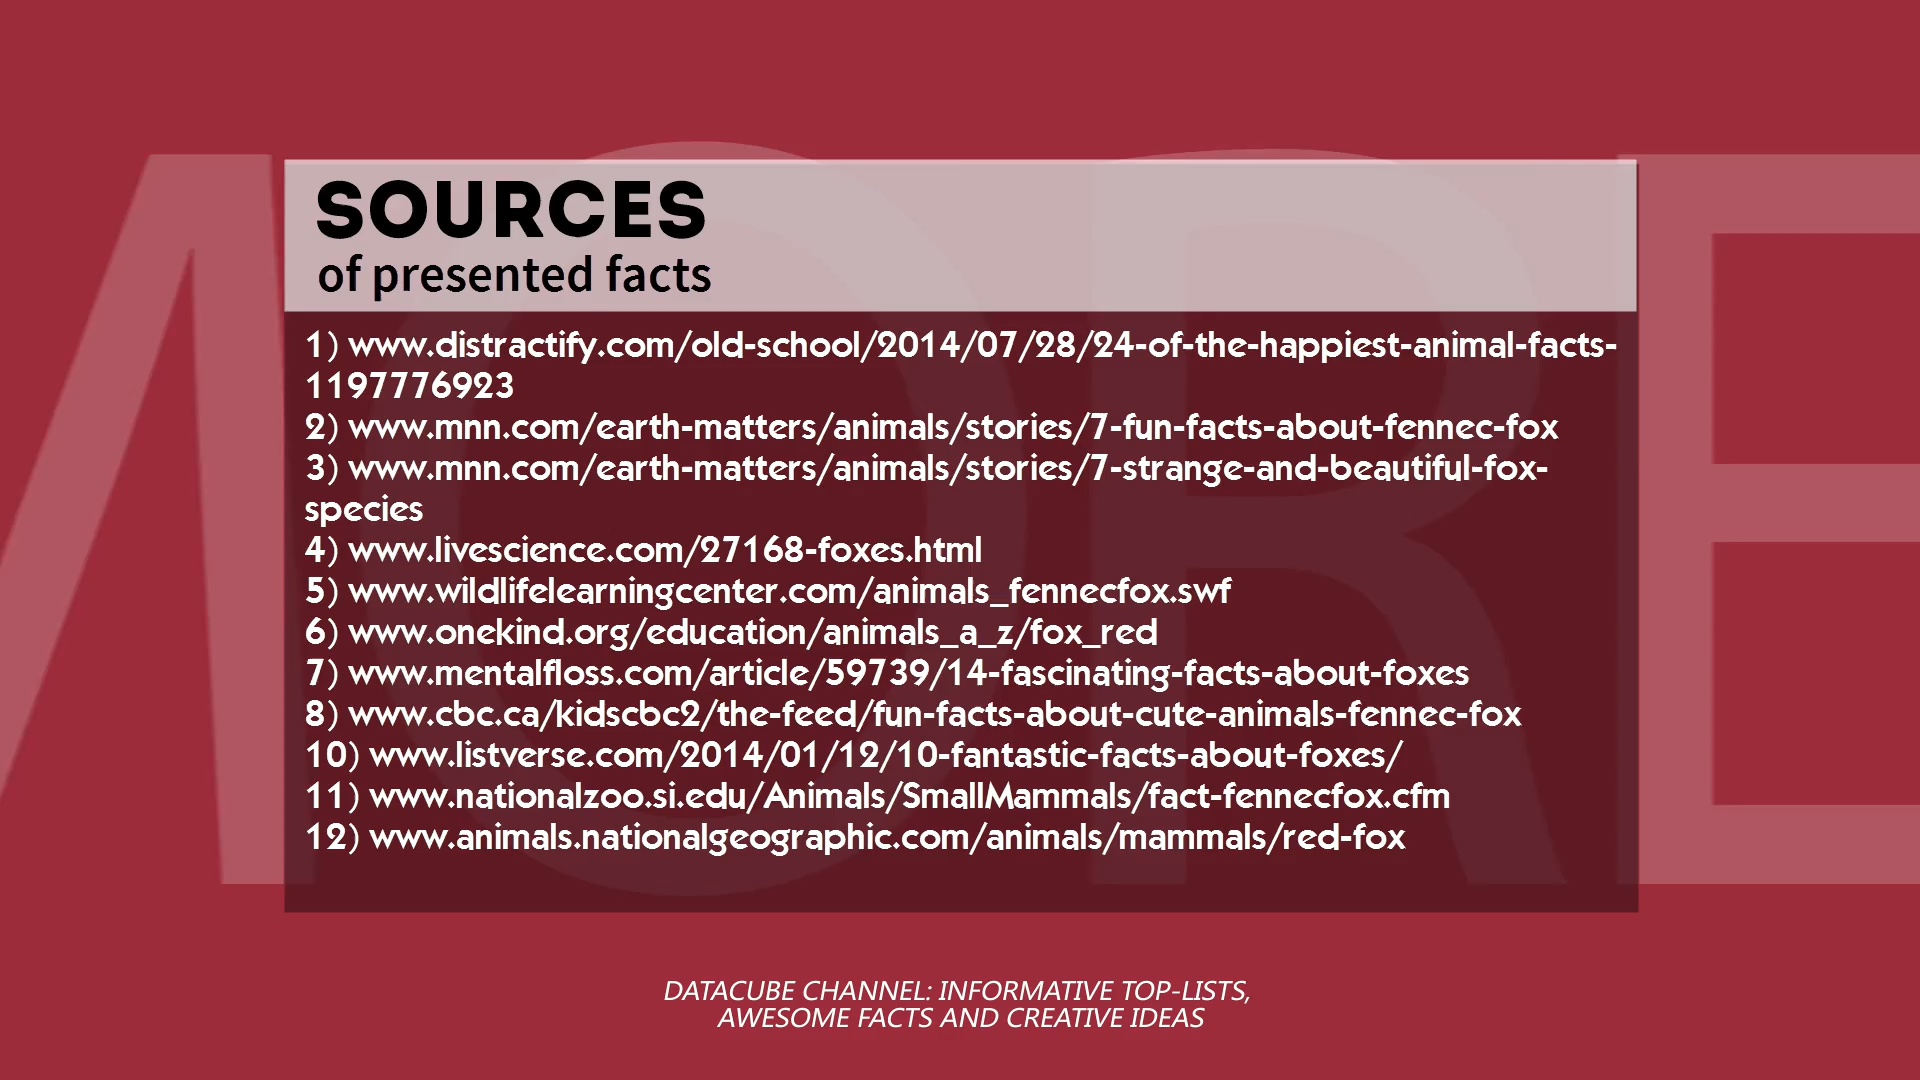 MORE
SOURCES
of presented facts
1) www.distractify.com/old-school/2014/07/28/24-of-the-happiest-animal-facts-
1197776923
2) www.mnn.com/earth-matters/animals/stories/7-fun-facts-about-fennec-fox
3) www.mnn.com/earth-matters/animals/stories/7-strange-and-beautiful-fox-
species
4) www.livescience.com/27168-foxes.html
5) www.wildlifelearningcenter.com/animals_fennecfox.swf
6) www.onekind.org/education/animals_a_z/fox_red
7) www.mentalfloss.com/article/59739/14-fascinating-facts-about-foxes
8) www.cbc.ca/kidscbc2/the-feed/fun-facts-about-cute-animals-fennec-fox
10) www.listverse.com/2014/01/12/10-fantastic-facts-about-foxes/
11) www.nationalzoo.si.edu/Animals/SmallMammals/fact-fennecfox.cfm
12) www.animals.nationalgeographic.com/animals/mammals/red-fox
DATACUBE CHANNEL: INFORMATIVE TOP-LISTS,
AWESOME FACTS AND CREATIVE IDEAS